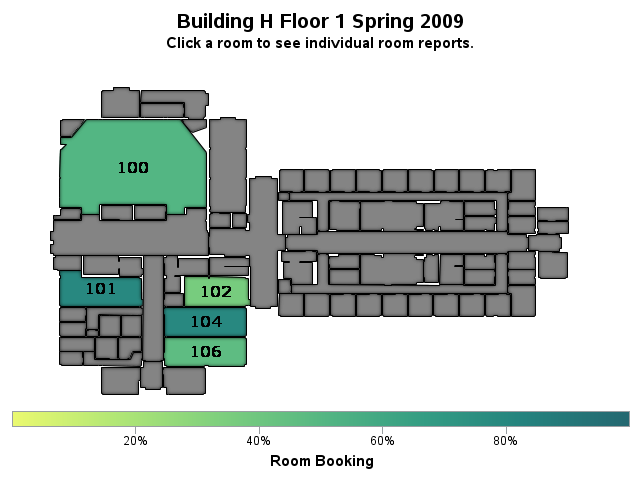 Building H Floor 1 Spring 2009
Click a room to see individual room reports.
100
101
102
104
106
20% 40% 60% 80%
Room Booking